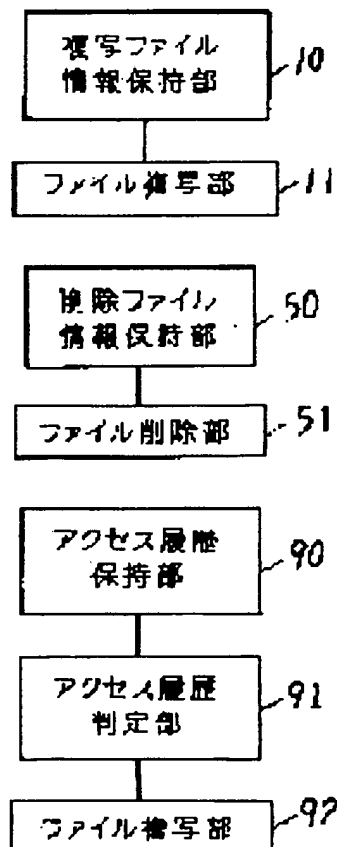 複写ファイル
情報保持部
10
ファイル複写部
11
削除ファイル
情報保持部
50
ファイル削除部
51
アクセス履歴
保持部
90
アクセス履歴
判定部
91
ファイル複写部
92